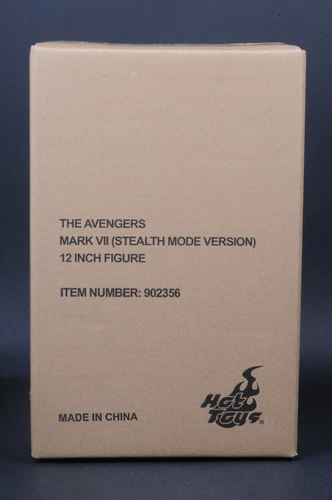 THE AVENGERS
MARK VII (STEALTH MODE VERSION)
12 INCH FIGURE
ITEM NUMBER: 902356
Hot
Toys®
MADE IN CHINA